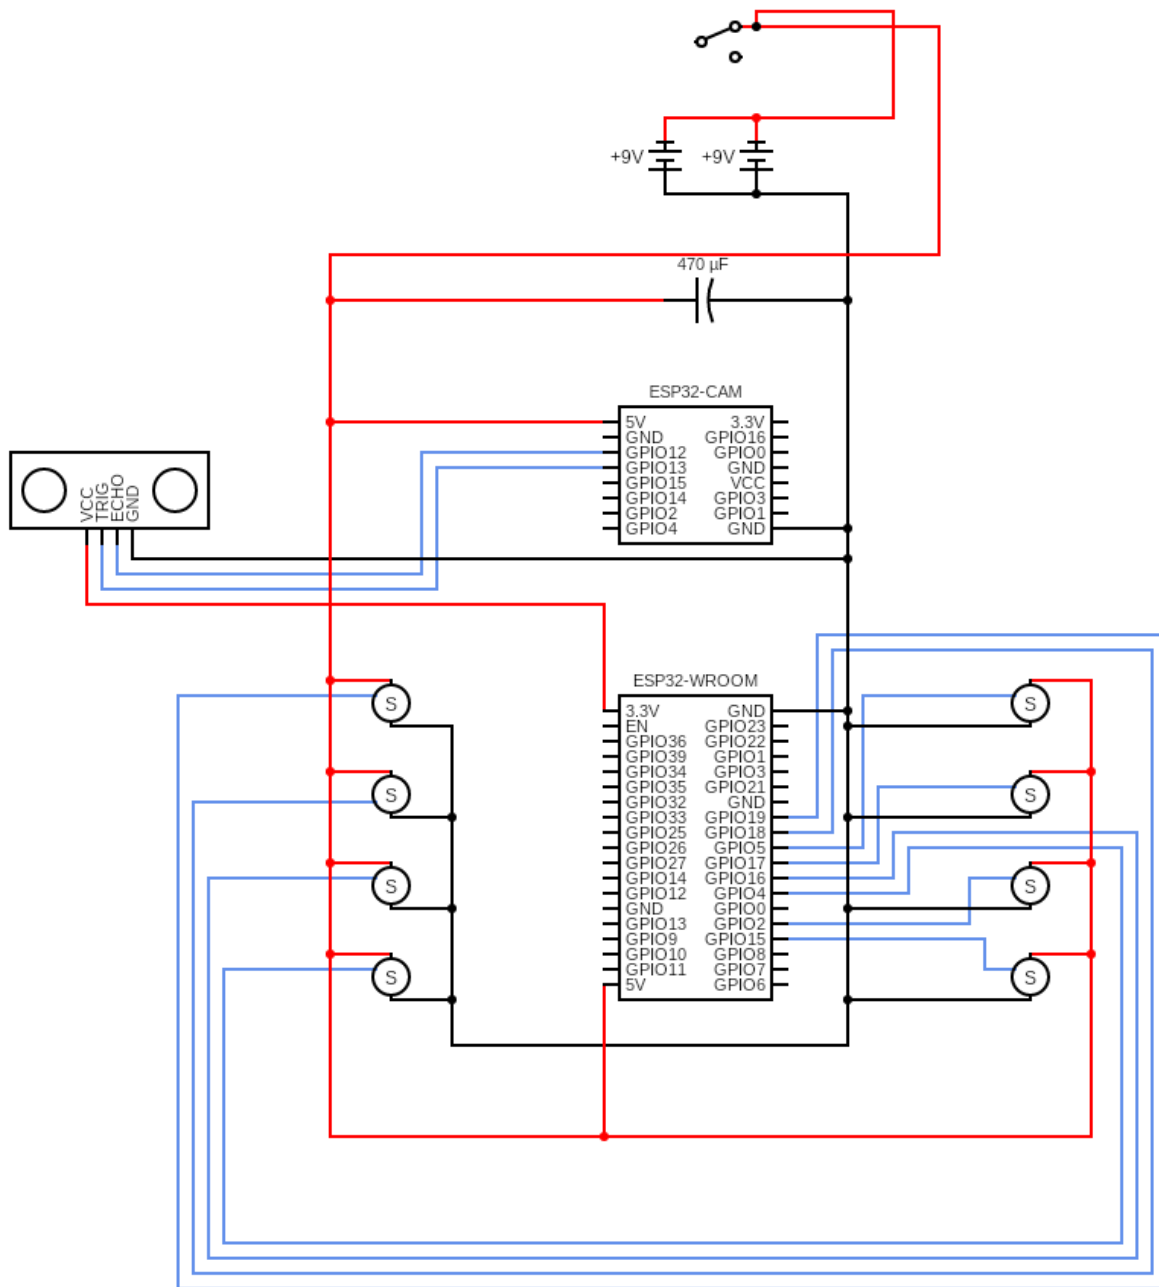 +9V +9V
470 µF
ESP32-CAM
5V 3.3V
GND GPIO16
GPIO12 GPIO0
GPIO13 GND
GPIO15 VCC
GPIO14 GPIO3
GPIO2 GPIO1
GPIO4 GND
VCC
TRIG
ECHO
GND
ESP32-WROOM
3.3V GND
EN GPIO23
GPIO36 GPIO22
GPIO39 GPIO1
GPIO34 GPIO3
GPIO35 GPIO21
GPIO32 GND
GPIO33 GPIO19
GPIO25 GPIO18
GPIO26 GPIO5
GPIO27 GPIO17
GPIO14 GPIO16
GPIO12 GPIO4
GND GPIO0
GPIO13 GPIO2
GPIO9 GPIO15
GPIO10 GPIO8
GPIO11 GPIO7
5V GPIO6
S
S
S
S
S
S
S
S